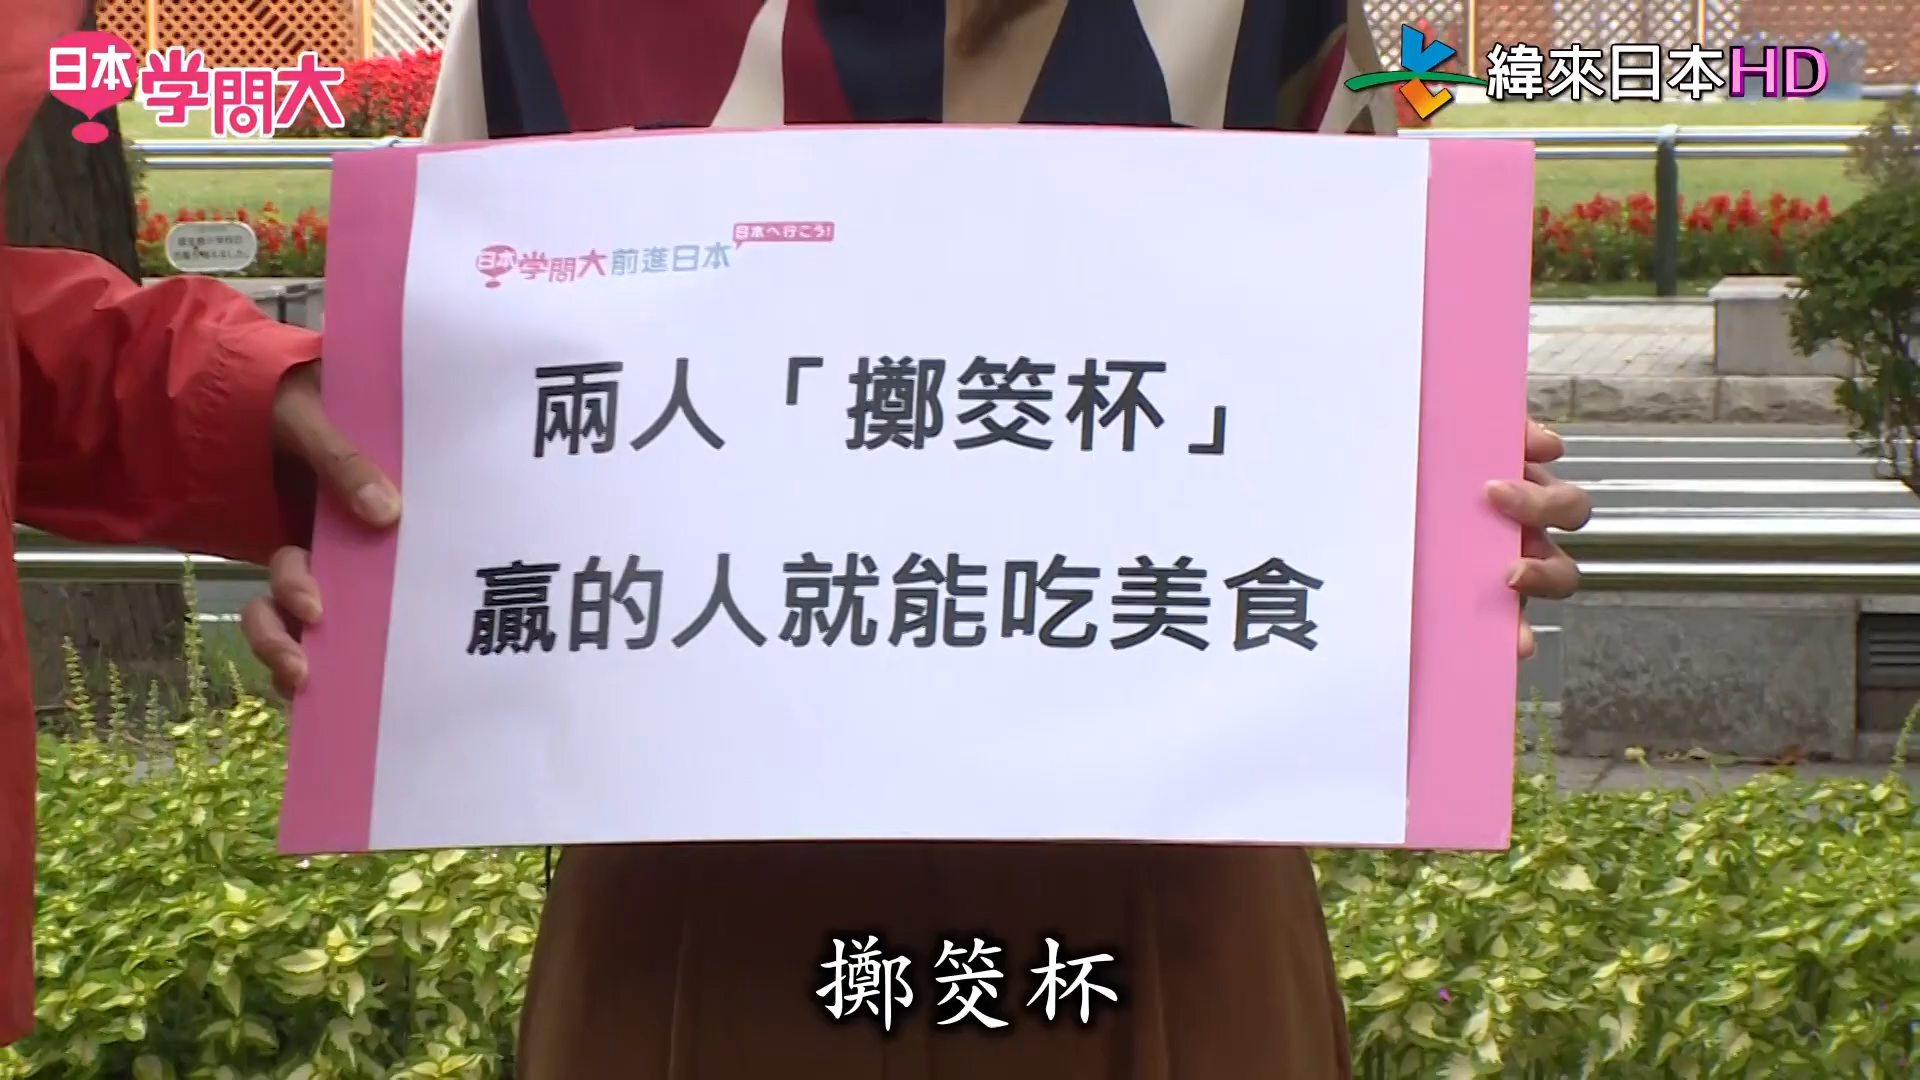 日本学問大
緯來日本HD
日本へ行こう!
日本学問大前進日本
兩人「擲筊杯」
贏的人就能吃美食
擲筊杯